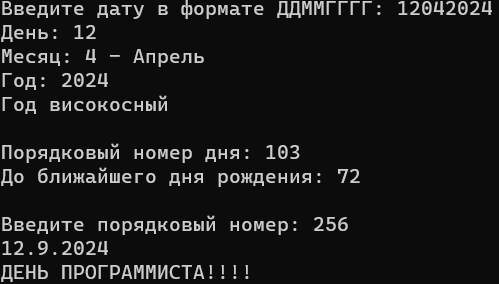 Введите дату в формате ДДММГГГГ: 12042024
День: 12
Месяц: 4 – Апрель
Год: 2024
Год високосный
Порядковый номер дня: 103
До ближайшего дня рождения: 72
Введите порядковый номер: 256
12.9.2024
ДЕНЬ ПРОГРАММИСТА!!!!